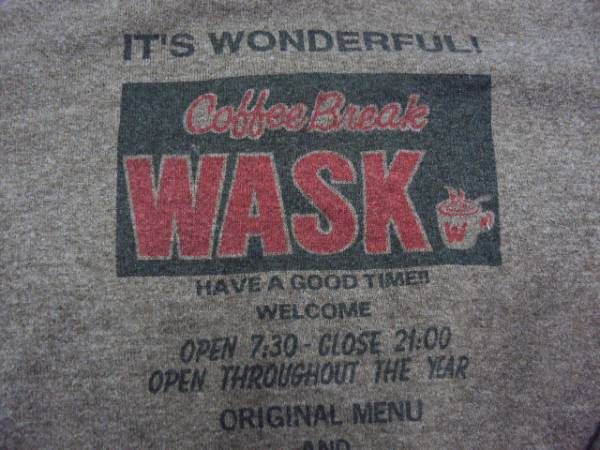 IT'S WONDERFUL!
Coffee Break
WASK
W
HAVE A GOOD TIME!!
WELCOME
OPEN 7:30 - CLOSE 21:00
OPEN THROUGHOUT THE YEAR
ORIGINAL MENU
AND